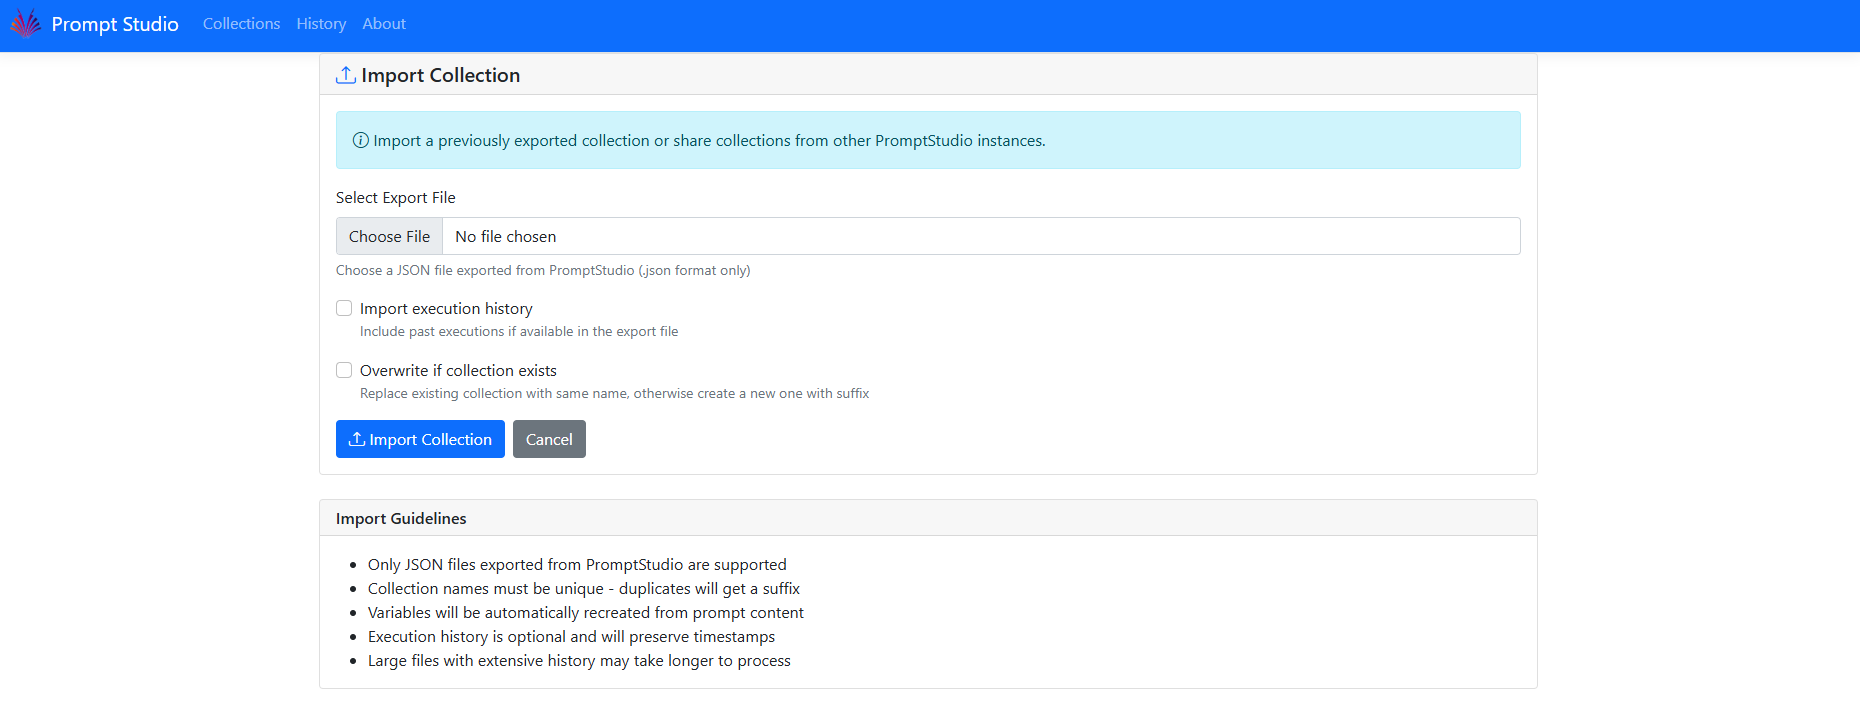 Prompt Studio Collections History About
Import Collection
Import a previously exported collection or share collections from other PromptStudio instances.
Select Export File
Choose File No file chosen
Choose a JSON file exported from PromptStudio (.json format only)
Import execution history
Include past executions if available in the export file
Overwrite if collection exists
Replace existing collection with same name, otherwise create a new one with suffix
Import Collection Cancel
Import Guidelines
Only JSON files exported from PromptStudio are supported
Collection names must be unique - duplicates will get a suffix
Variables will be automatically recreated from prompt content
Execution history is optional and will preserve timestamps
Large files with extensive history may take longer to process